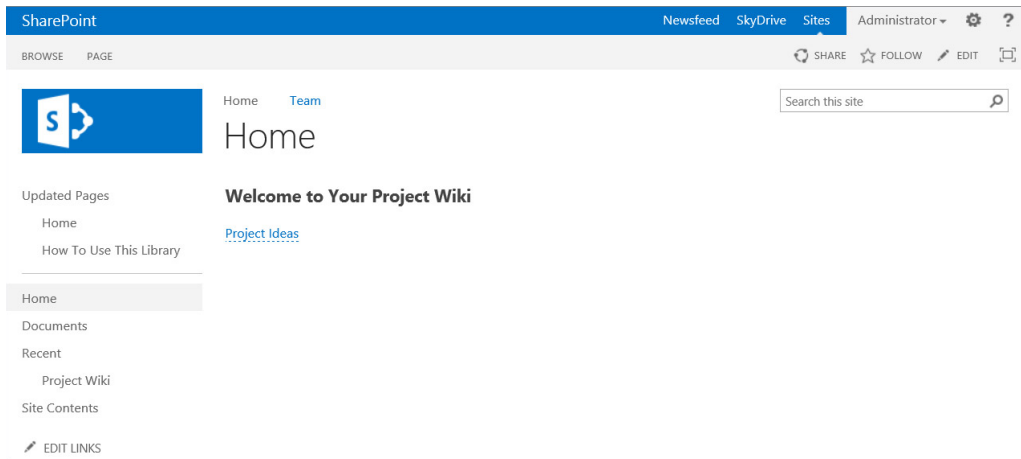 SharePoint Newsfeed SkyDrive Sites Administrator ?
BROWSE PAGE SHARE FOLLOW EDIT
S
Home Team
Search this site
Home
Updated Pages
Home
How To Use This Library
Home
Documents
Recent
Project Wiki
Site Contents
EDIT LINKS
Welcome to Your Project Wiki
Project Ideas